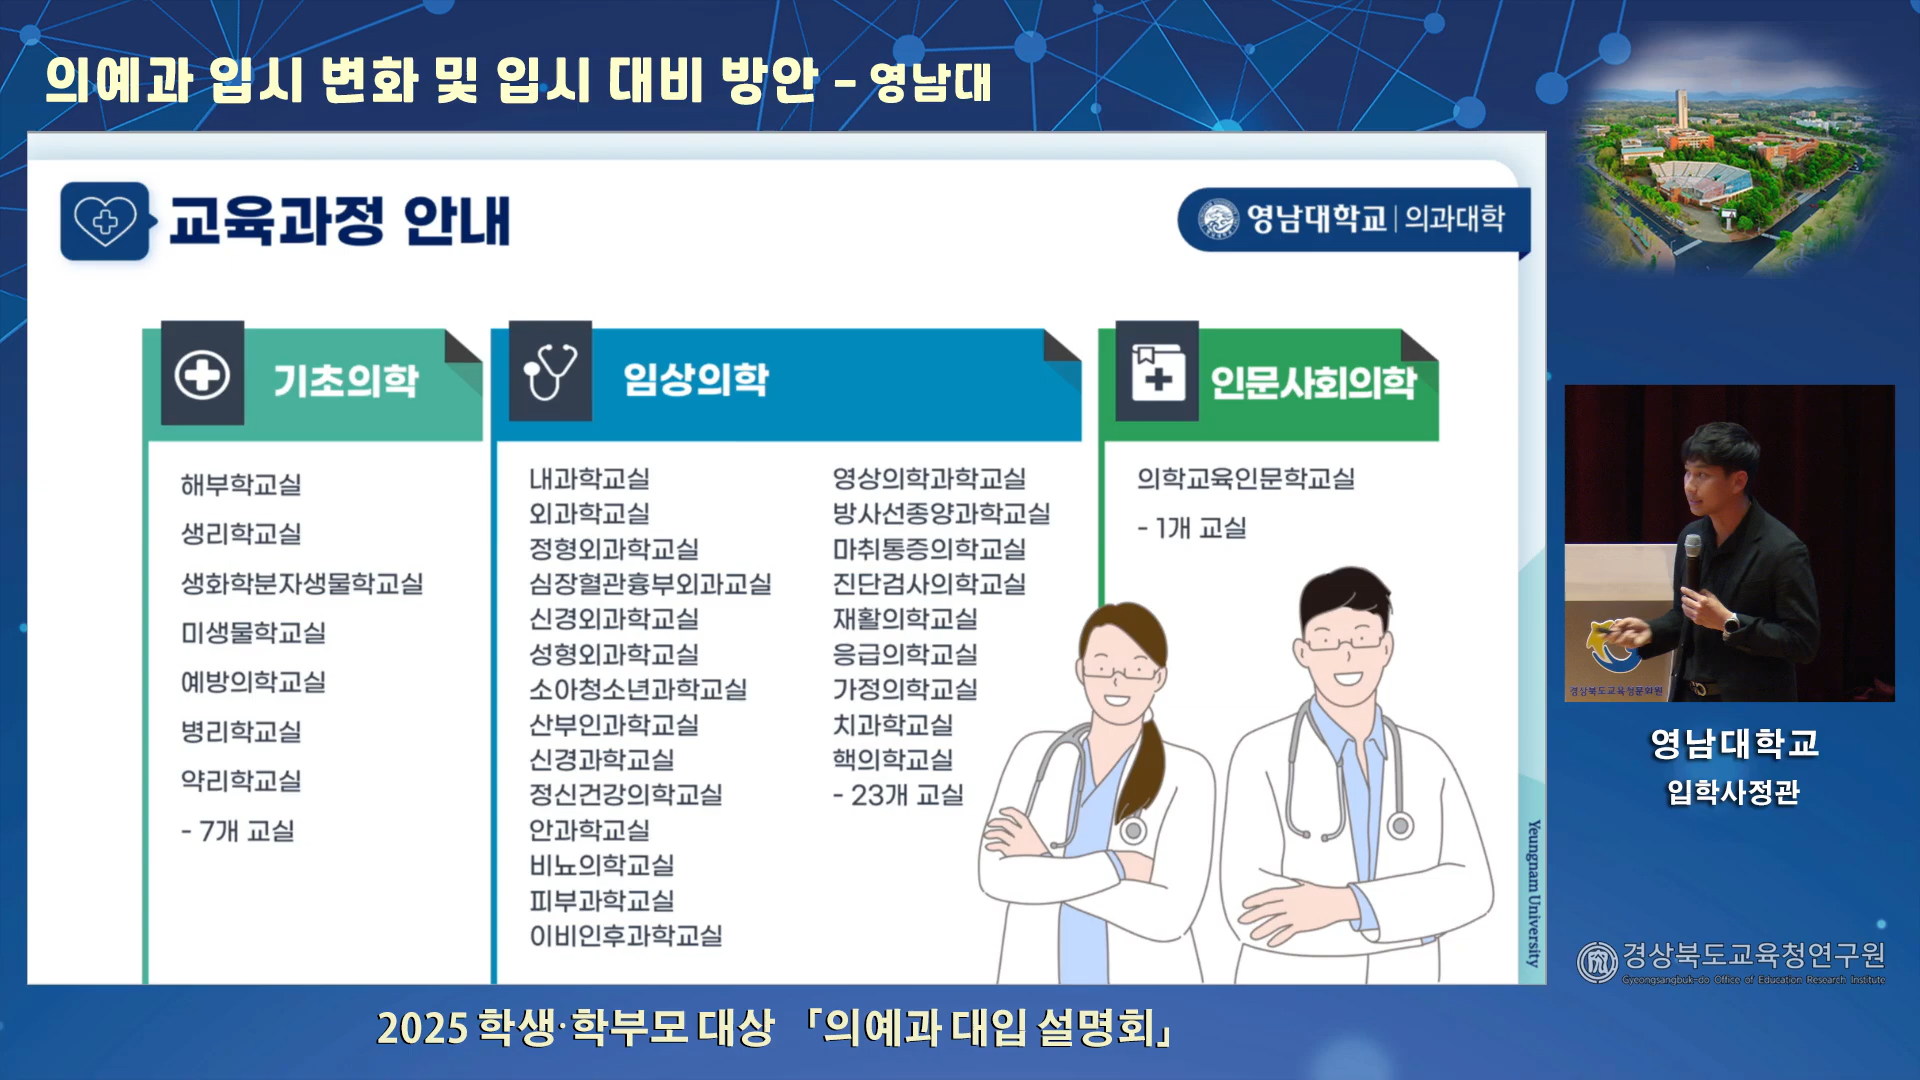 의예과 입시 변화 및 입시 대비 방안 - 영남대
교육과정 안내
영남대학교 | 의과대학
기초의학
해부학교실
생리학교실
생화학분자생물학교실
미생물학교실
예방의학교실
병리학교실
약리학교실
- 7개 교실
임상의학
내과학교실
외과학교실
정형외과학교실
심장혈관흉부외과교실
신경외과학교실
성형외과학교실
소아청소년과학교실
산부인과학교실
신경과학교실
정신건강의학교실
안과학교실
비뇨의학교실
피부과학교실
이비인후과학교실
영상의학과학교실
방사선종양과학교실
마취통증의학교실
진단검사의학교실
재활의학교실
응급의학교실
가정의학교실
치과학교실
핵의학교실
- 23개 교실
인문사회의학
의학교육인문학교실
- 1개 교실
Yeungnam University
경상북도교육청문화원
영남대학교
입학사정관
경상북도교육청연구원
Gyeongsangbuk-do Office of Education Research Institute
2025 학생·학부모 대상 「의예과 대입 설명회」